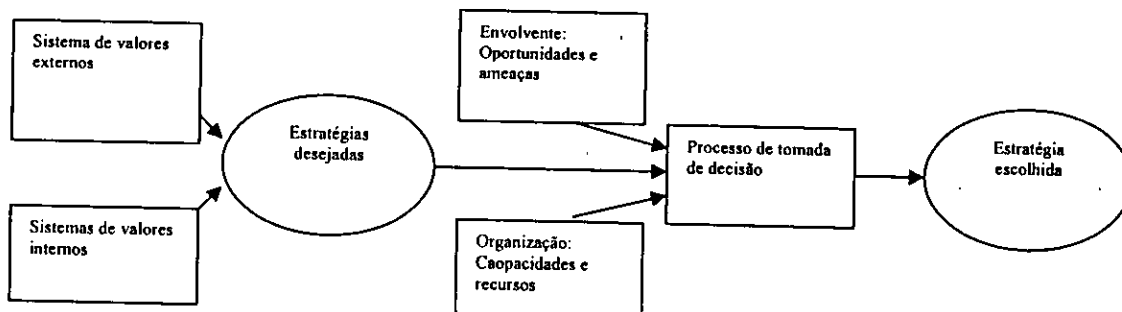 Sistema de valores
externos
Sistemas de valores
internos
Estratégias
desejadas
Envolvente:
Oportunidades e
ameaças
Organização:
Caopacidades e
recursos
Processo de tomada
de decisão
Estratégia
escolhida